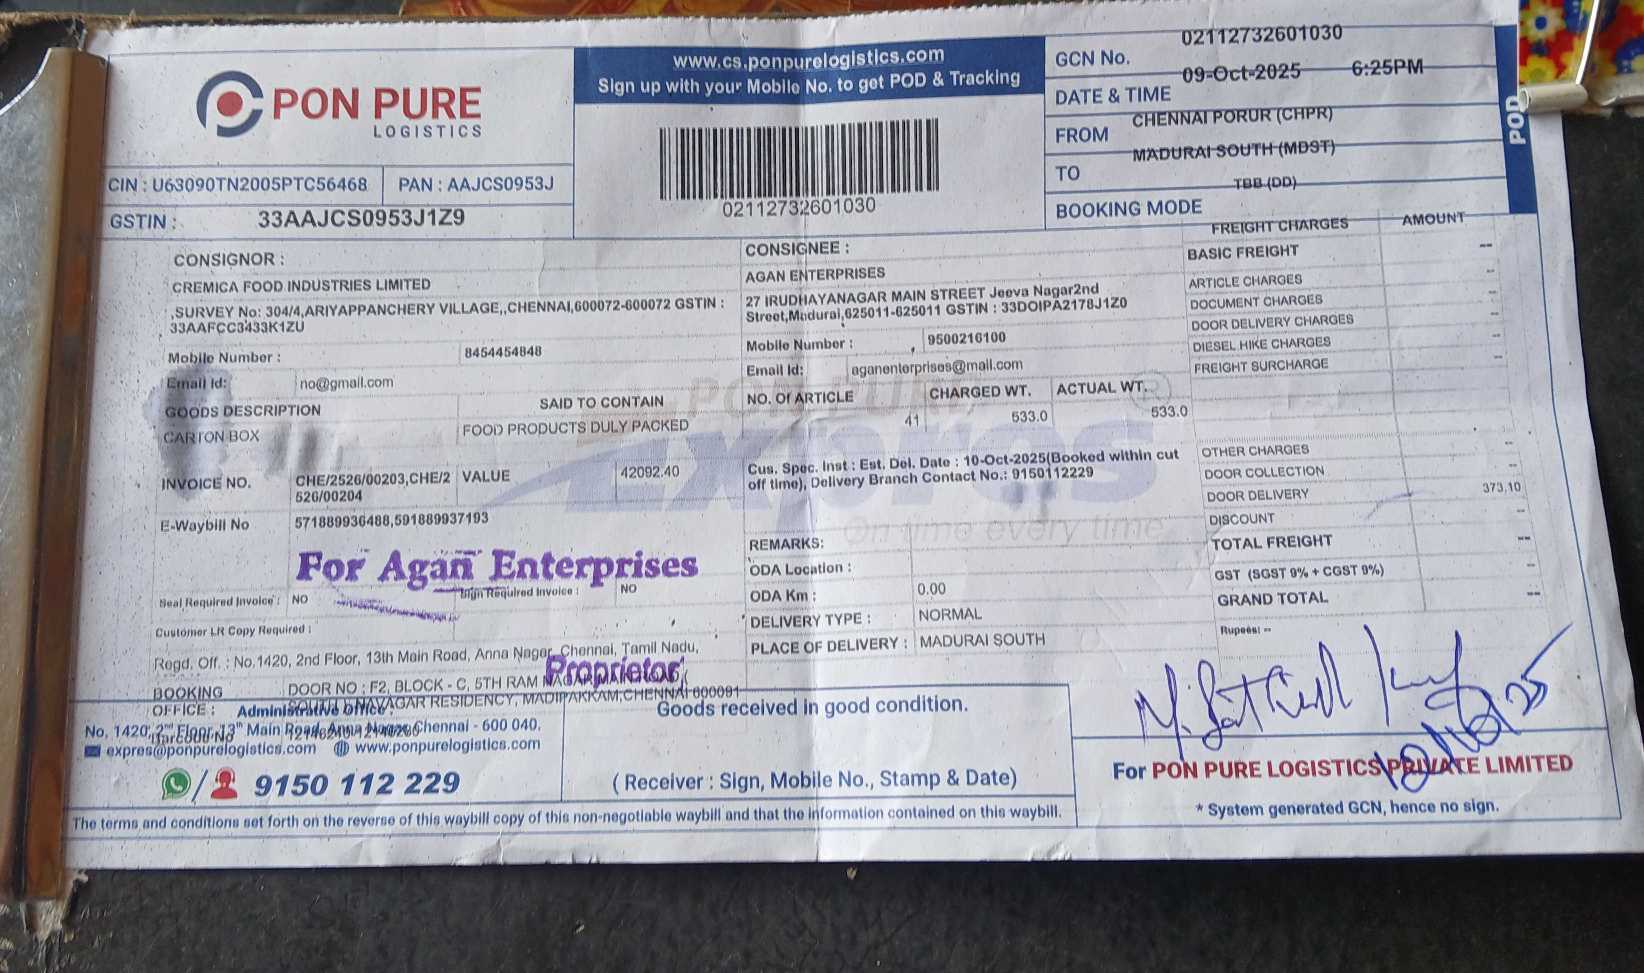 PON PURE
LOGISTICS
www.cs.ponpurelogistics.com
Sign up with your Mobile No. to get POD & Tracking
02112732601030
GCN No. 02112732601030
DATE & TIME 09-Oct-2025 6:25PM
FROM CHENNAI PORUR (CHPR)
TO MADURAI SOUTH (MDST)
BOOKING MODE TBB (DD)
POD
CIN : U63090TN2005PTC56468 PAN : AAJCS0953J
GSTIN : 33AAJCS0953J1Z9
CONSIGNOR :
CREMICA FOOD INDUSTRIES LIMITED
,SURVEY No: 304/4,ARIYAPPANCHERY VILLAGE,,CHENNAI,600072-600072 GSTIN :
33AAFCC3433K1ZU
Mobile Number : 8454454848
Email Id: no@gmail.com
CONSIGNEE :
AGAN ENTERPRISES
27 IRUDHAYANAGAR MAIN STREET Jeeva Nagar2nd
Street,Madurai,625011-625011 GSTIN : 33DOIPA2178J1Z0
Mobile Number : 9500216100
Email Id: aganenterprises@mail.com
GOODS DESCRIPTION SAID TO CONTAIN NO. Of ARTICLE CHARGED WT. ACTUAL WT.
CARTON BOX FOOD PRODUCTS DULY PACKED 41 533.0 533.0
INVOICE NO. CHE/2526/00203,CHE/2
526/00204 VALUE 42092.40
E-Waybill No 571889936488,591889937193
Cus. Spec. Inst : Est. Del. Date : 10-Oct-2025(Booked within cut
off time), Delivery Branch Contact No.: 9150112229
PON PURE
expres
On time every time
REMARKS:
ODA Location :
ODA Km : 0.00
DELIVERY TYPE : NORMAL
PLACE OF DELIVERY : MADURAI SOUTH
FREIGHT CHARGES AMOUNT
BASIC FREIGHT --
ARTICLE CHARGES --
DOCUMENT CHARGES --
DOOR DELIVERY CHARGES --
DIESEL HIKE CHARGES --
FREIGHT SURCHARGE --
OTHER CHARGES --
DOOR COLLECTION --
DOOR DELIVERY 373.10
DISCOUNT --
TOTAL FREIGHT --
GST (SGST 9% + CGST 9%) --
GRAND TOTAL --
Rupees: --
For Agan Enterprises
Seal Required Invoice : NO Sign Required Invoice : NO
Customer LR Copy Required :
Regd. Off. : No.1420, 2nd Floor, 13th Main Road, Anna Nagar, Chennai, Tamil Nadu,
Proprietor
BOOKING
OFFICE :
DOOR NO : F2, BLOCK - C, 5TH RAM NAGAR
RESIDENCY, MADIPAKKAM,CHENNAI-600091
Barcode No
Administrative Office :
No. 1420, 2nd Floor, 13th Main Road, Anna Nagar, Chennai - 600 040.
expres@ponpurelogistics.com www.ponpurelogistics.com
9150 112 229
Goods received in good condition.
( Receiver : Sign, Mobile No., Stamp & Date)
For PON PURE LOGISTICS PRIVATE LIMITED
* System generated GCN, hence no sign.
The terms and conditions set forth on the reverse of this waybill copy of this non-negotiable waybill and that the information contained on this waybill.